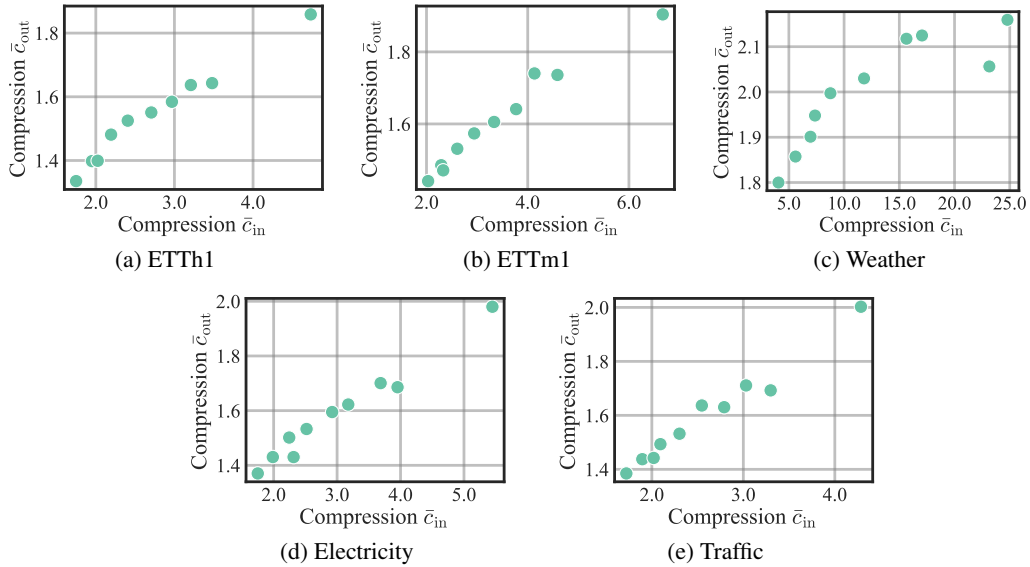 Compression c̄out
1.8
1.6
1.4
2.0 3.0 4.0
Compression c̄in
(a) ETTh1
Compression c̄out
1.8
1.6
2.0 4.0 6.0
Compression c̄in
(b) ETTm1
Compression c̄out
2.1
2.0
1.9
1.8
5.0 10.0 15.0 20.0 25.0
Compression c̄in
(c) Weather
Compression c̄out
2.0
1.8
1.6
1.4
2.0 3.0 4.0 5.0
Compression c̄in
(d) Electricity
Compression c̄out
2.0
1.8
1.6
1.4
2.0 3.0 4.0
Compression c̄in
(e) Traffic